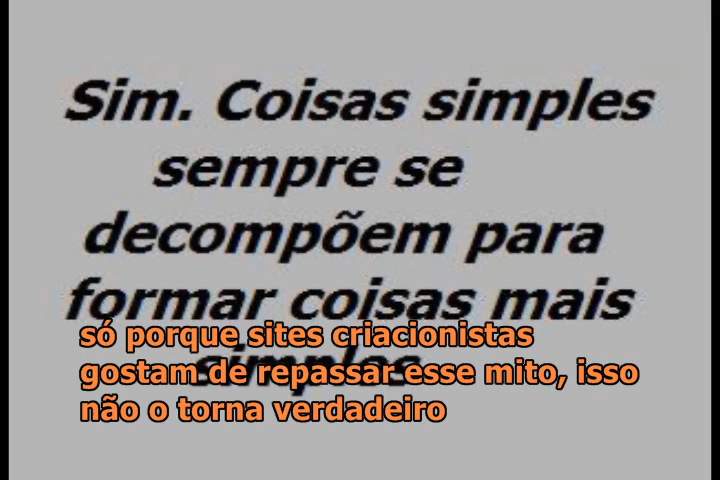 Sim. Coisas simples
sempre se
decompõem para
formar coisas mais
simples
só porque sites criacionistas
gostam de repassar esse mito, isso
não o torna verdadeiro